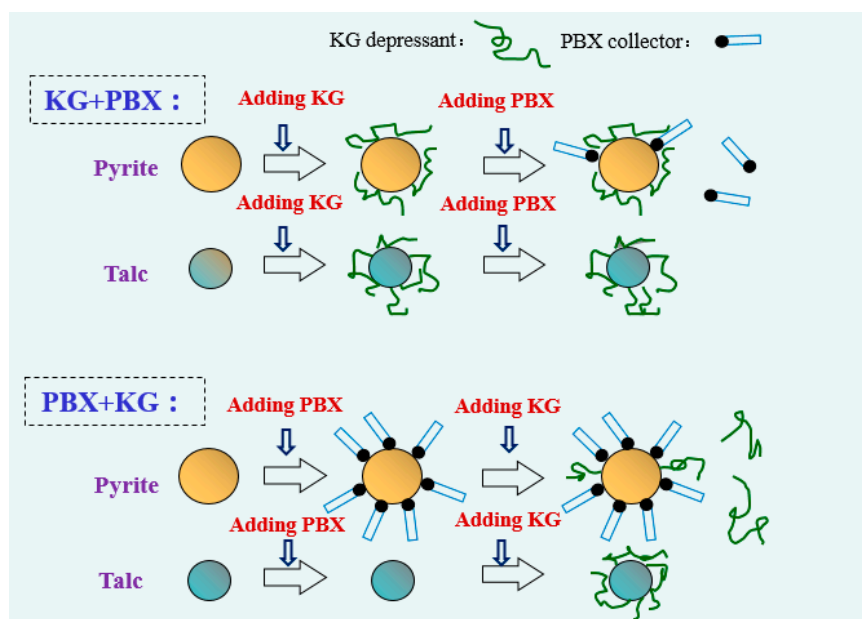 KG depressant： PBX collector：
KG+PBX：
Adding KG Adding PBX
Pyrite
Adding KG Adding PBX
Talc
PBX+KG：
Adding PBX Adding KG
Pyrite
Adding PBX Adding KG
Talc